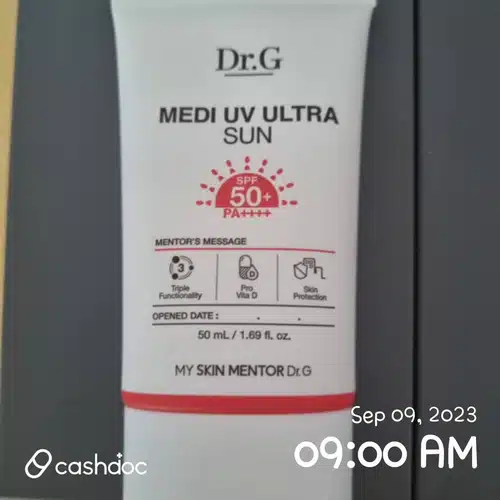 Dr.G
MEDI UV ULTRA
SUN
SPF
50+
PA++++
MENTOR'S MESSAGE
3
Triple
Functionality
Pro
Vita D
Skin
Protection
D
OPENED DATE : . .
50 mL / 1.69 fl. oz.
MY SKIN MENTOR Dr.G
Sep 09, 2023
09:00 AM
cashdoc